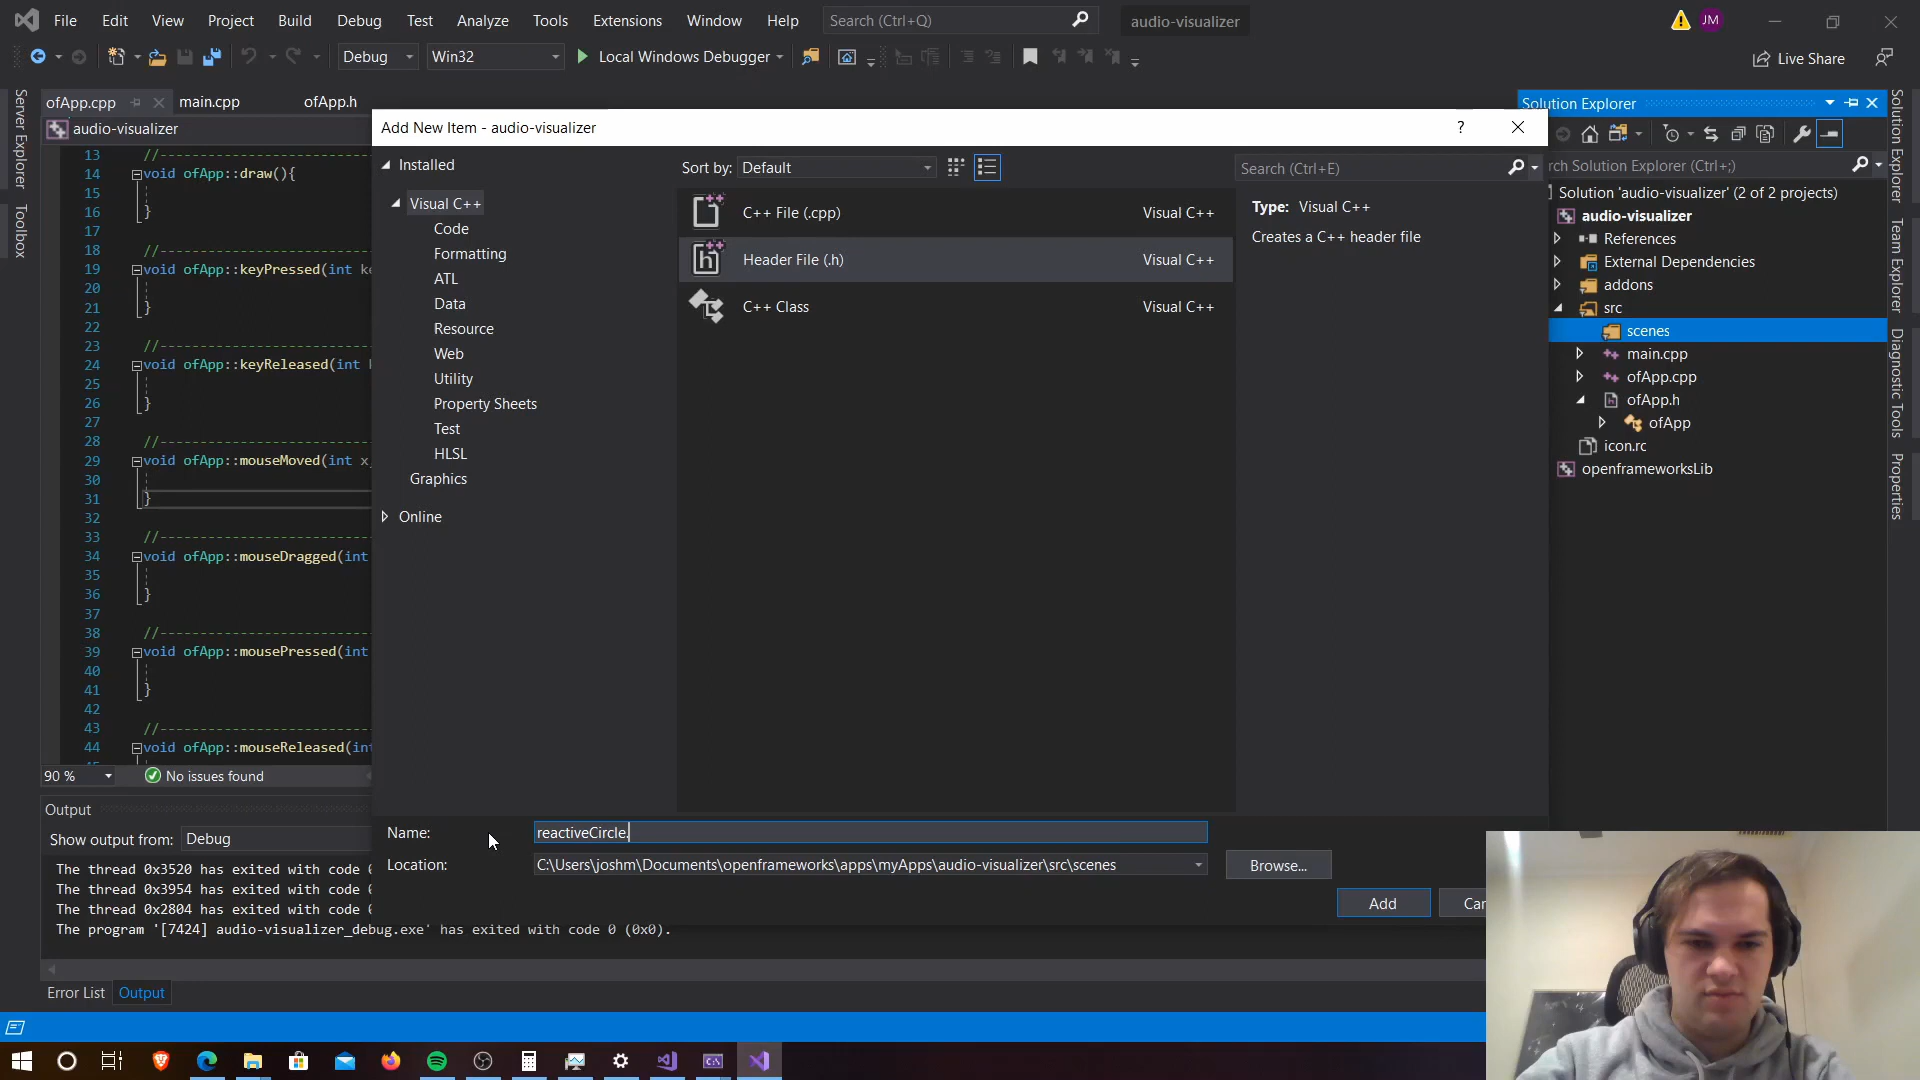 File Edit View Project Build Debug Test Analyze Tools Extensions Window Help Search (Ctrl+Q) audio-visualizer JM
Debug Win32 Local Windows Debugger Live Share
ofApp.cpp main.cpp ofApp.h
audio-visualizer
13 //----------------------------
14 void ofApp::draw(){
15
16 }
17
18 //----------------------------
19 void ofApp::keyPressed(int ke
20
21 }
22
23 //----------------------------
24 void ofApp::keyReleased(int
25
26 }
27
28 //----------------------------
29 void ofApp::mouseMoved(int x,
30
31 }
32
33 //----------------------------
34 void ofApp::mouseDragged(int
35
36 }
37
38 //----------------------------
39 void ofApp::mousePressed(int
40
41 }
42
43 //----------------------------
44 void ofApp::mouseReleased(int
90 % No issues found
Server Explorer
Toolbox
Add New Item - audio-visualizer ?
Installed
Visual C++
Code
Formatting
ATL
Data
Resource
Web
Utility
Property Sheets
Test
HLSL
Graphics
Online
Sort by: Default
C++ File (.cpp) Visual C++
Header File (.h) Visual C++
C++ Class Visual C++
Search (Ctrl+E)
Type: Visual C++
Creates a C++ header file
Name: reactiveCircle.
Location: C:\Users\joshm\Documents\openframeworks\apps\myApps\audio-visualizer\src\scenes
Browse...
Add
Can
Solution Explorer
rch Solution Explorer (Ctrl+;)
Solution 'audio-visualizer' (2 of 2 projects)
audio-visualizer
References
External Dependencies
addons
src
scenes
main.cpp
ofApp.cpp
ofApp.h
ofApp
icon.rc
openframeworksLib
Solution Explorer
Team Explorer
Diagnostic Tools
Properties
Output
Show output from: Debug
The thread 0x3520 has exited with code 0
The thread 0x3954 has exited with code 0
The thread 0x2804 has exited with code 0
The program '[7424] audio-visualizer_debug.exe' has exited with code 0 (0x0).
Error List Output